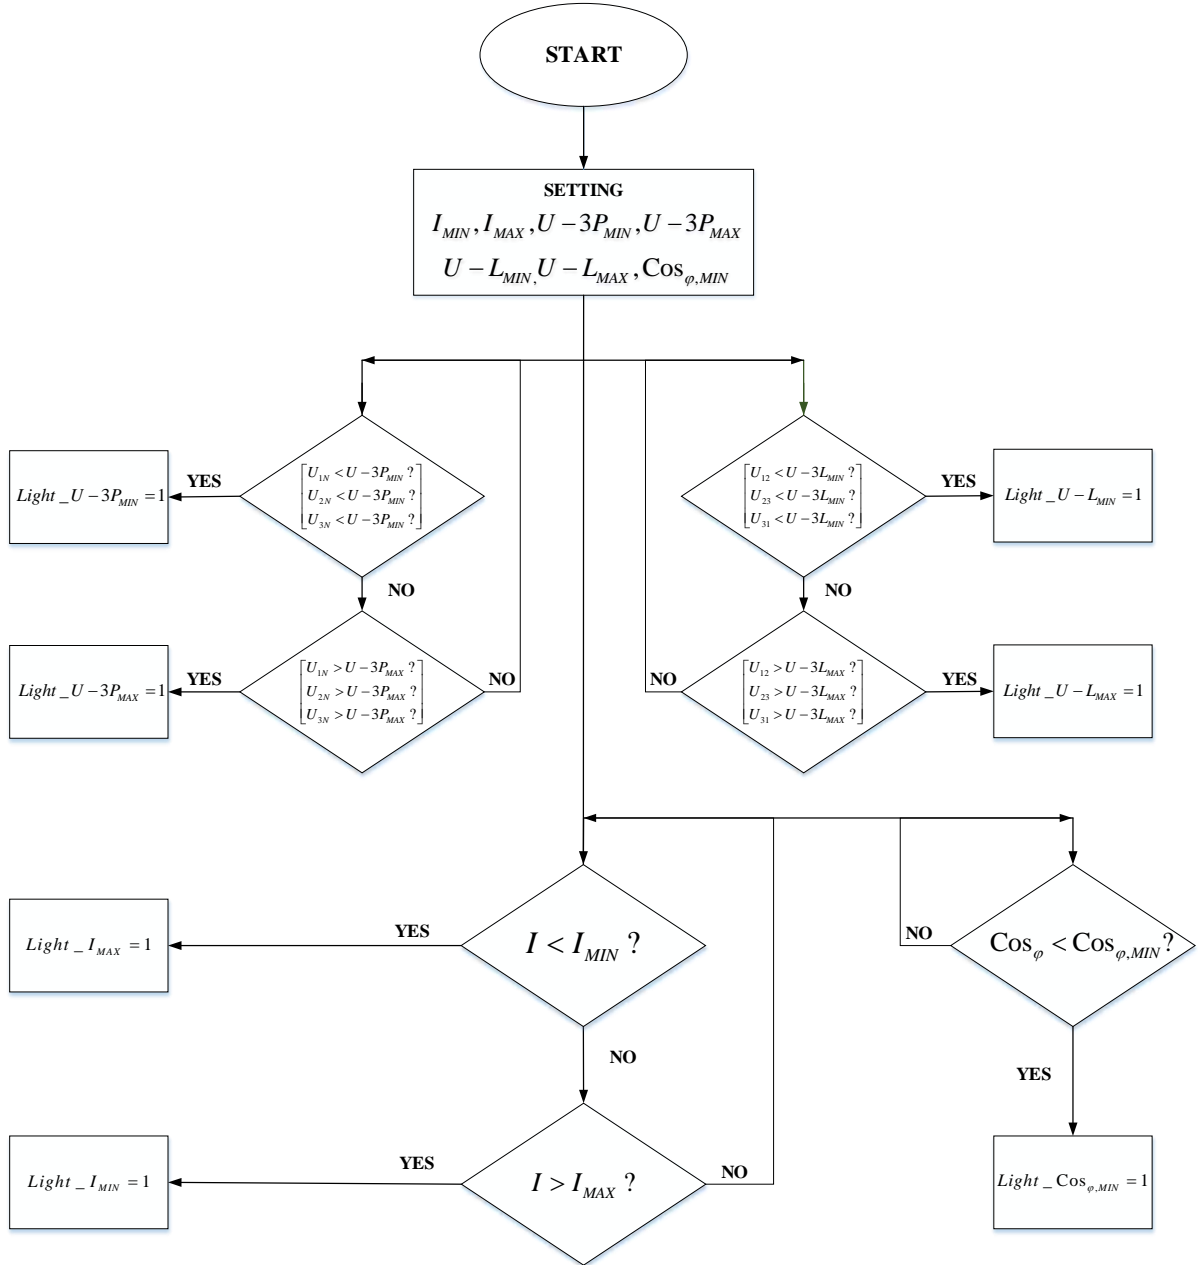 START
SETTING
I_MIN, I_MAX, U − 3P_MIN, U − 3P_MAX
U − L_MIN, U − L_MAX, Cos_φ,MIN
U_1N < U − 3P_MIN ?
U_2N < U − 3P_MIN ?
U_3N < U − 3P_MIN ?
YES
Light _ U − 3P_MIN = 1
NO
U_12 < U − 3L_MIN ?
U_23 < U − 3L_MIN ?
U_31 < U − 3L_MIN ?
YES
Light _ U − L_MIN = 1
NO
U_1N > U − 3P_MAX ?
U_2N > U − 3P_MAX ?
U_3N > U − 3P_MAX ?
YES
Light _ U − 3P_MAX = 1
NO
U_12 > U − 3L_MAX ?
U_23 > U − 3L_MAX ?
U_31 > U − 3L_MAX ?
NO
YES
Light _ U − L_MAX = 1
I < I_MIN ?
YES
Light _ I_MAX = 1
NO
Cos_φ < Cos_φ,MIN ?
NO
YES
Light _ Cos_φ,MIN = 1
I > I_MAX ?
YES
Light _ I_MIN = 1
NO